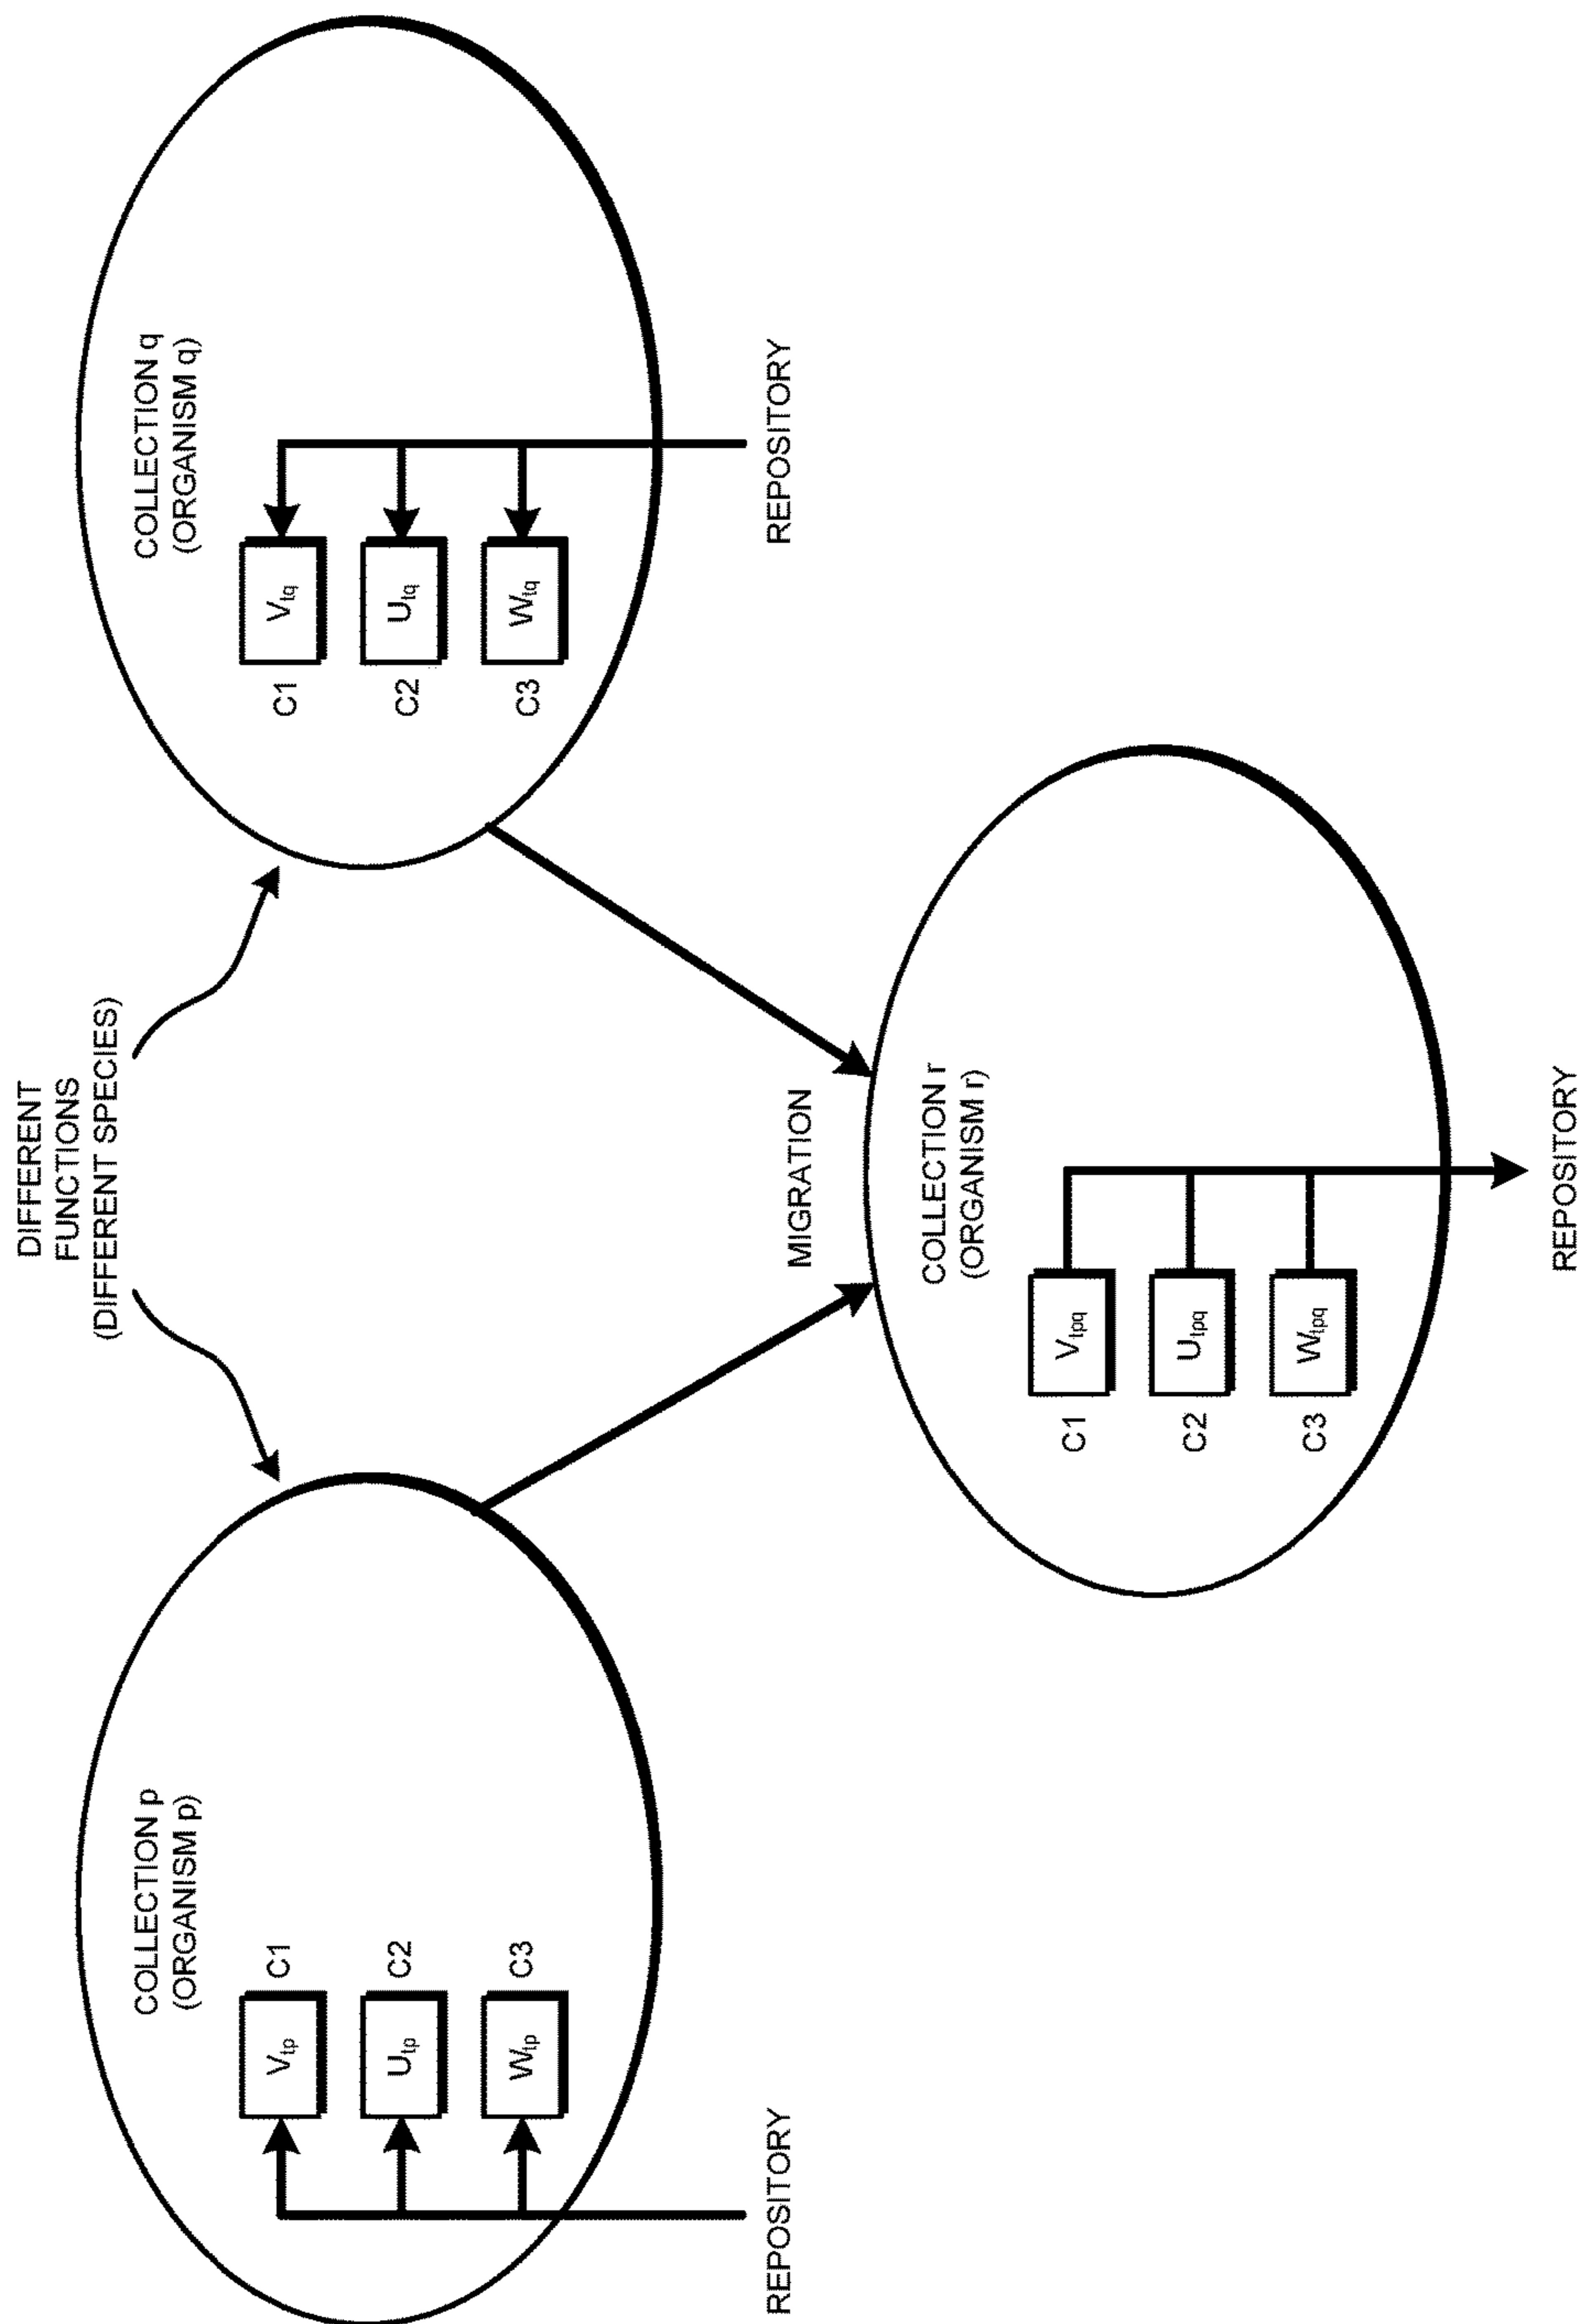 DIFFERENT
FUNCTIONS
(DIFFERENT SPECIES)
COLLECTION p
(ORGANISM p)
V_tp C1
U_tp C2
W_tp C3
REPOSITORY
COLLECTION q
(ORGANISM q)
C1 V_tq
C2 U_tq
C3 W_tq
REPOSITORY
MIGRATION
COLLECTION r
(ORGANISM r)
C1 V_tpq
C2 U_tpq
C3 W_tpq
REPOSITORY